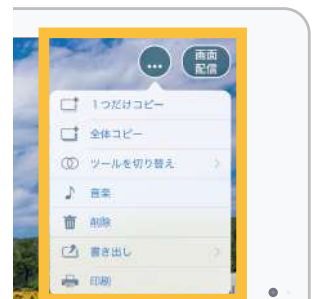 …
画面
配信
1つだけコピー
全体コピー
ツールを切り替え
音楽
削除
書き出し
印刷